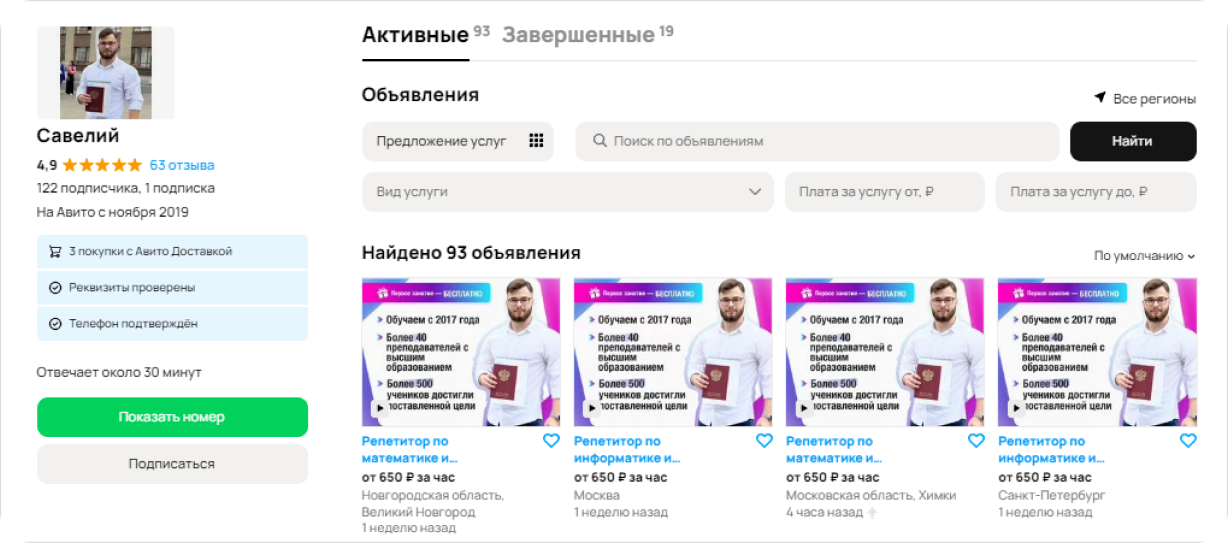 Активные 93 Завершенные 19
Савелий
4,9 63 отзыва
122 подписчика, 1 подписка
На Авито с ноября 2019
3 покупки с Авито Доставкой
Реквизиты проверены
Телефон подтверждён
Отвечает около 30 минут
Показать номер
Подписаться
Объявления
Все регионы
Предложение услуг
Поиск по объявлениям
Найти
Вид услуги
Плата за услугу от, ₽
Плата за услугу до, ₽
Найдено 93 объявления
По умолчанию
Первое занятие — БЕСПЛАТНО
Обучаем с 2017 года
Более 40
преподавателей с
высшим
образованием
Более 500
учеников достигли
поставленной цели
Репетитор по
математике и...
от 650 ₽ за час
Новгородская область,
Великий Новгород
1 неделю назад
Первое занятие — БЕСПЛАТНО
Обучаем с 2017 года
Более 40
преподавателей с
высшим
образованием
Более 500
учеников достигли
поставленной цели
Репетитор по
информатике и...
от 650 ₽ за час
Москва
1 неделю назад
Первое занятие — БЕСПЛАТНО
Обучаем с 2017 года
Более 40
преподавателей с
высшим
образованием
Более 500
учеников достигли
поставленной цели
Репетитор по
математике и...
от 650 ₽ за час
Московская область, Химки
4 часа назад
Первое занятие — БЕСПЛАТНО
Обучаем с 2017 года
Более 40
преподавателей с
высшим
образованием
Более 500
учеников достигли
поставленной цели
Репетитор по
информатике и...
от 650 ₽ за час
Санкт-Петербург
1 неделю назад